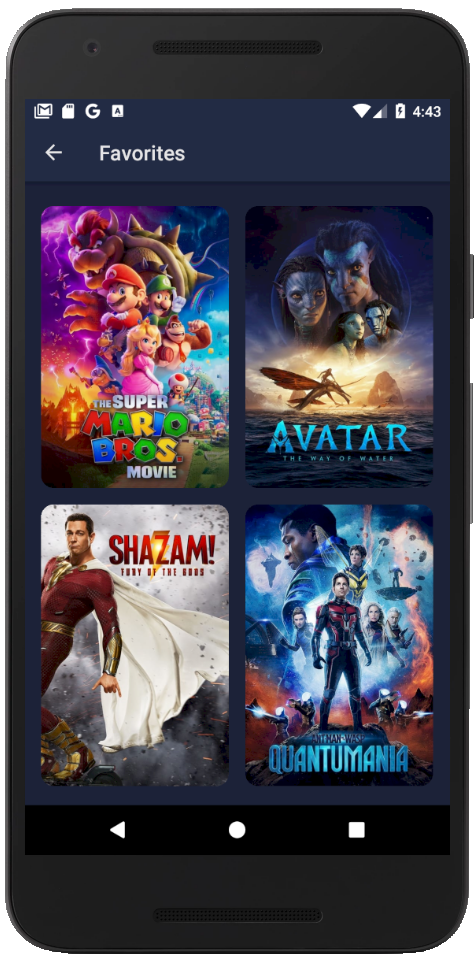 4:43
Favorites
THE SUPER
MARIO
BROS.
MOVIE
AVATAR
THE WAY OF WATER
SHAZAM!
FURY OF THE GODS
ANT-MAN AND THE WASP
QUANTUMANIA